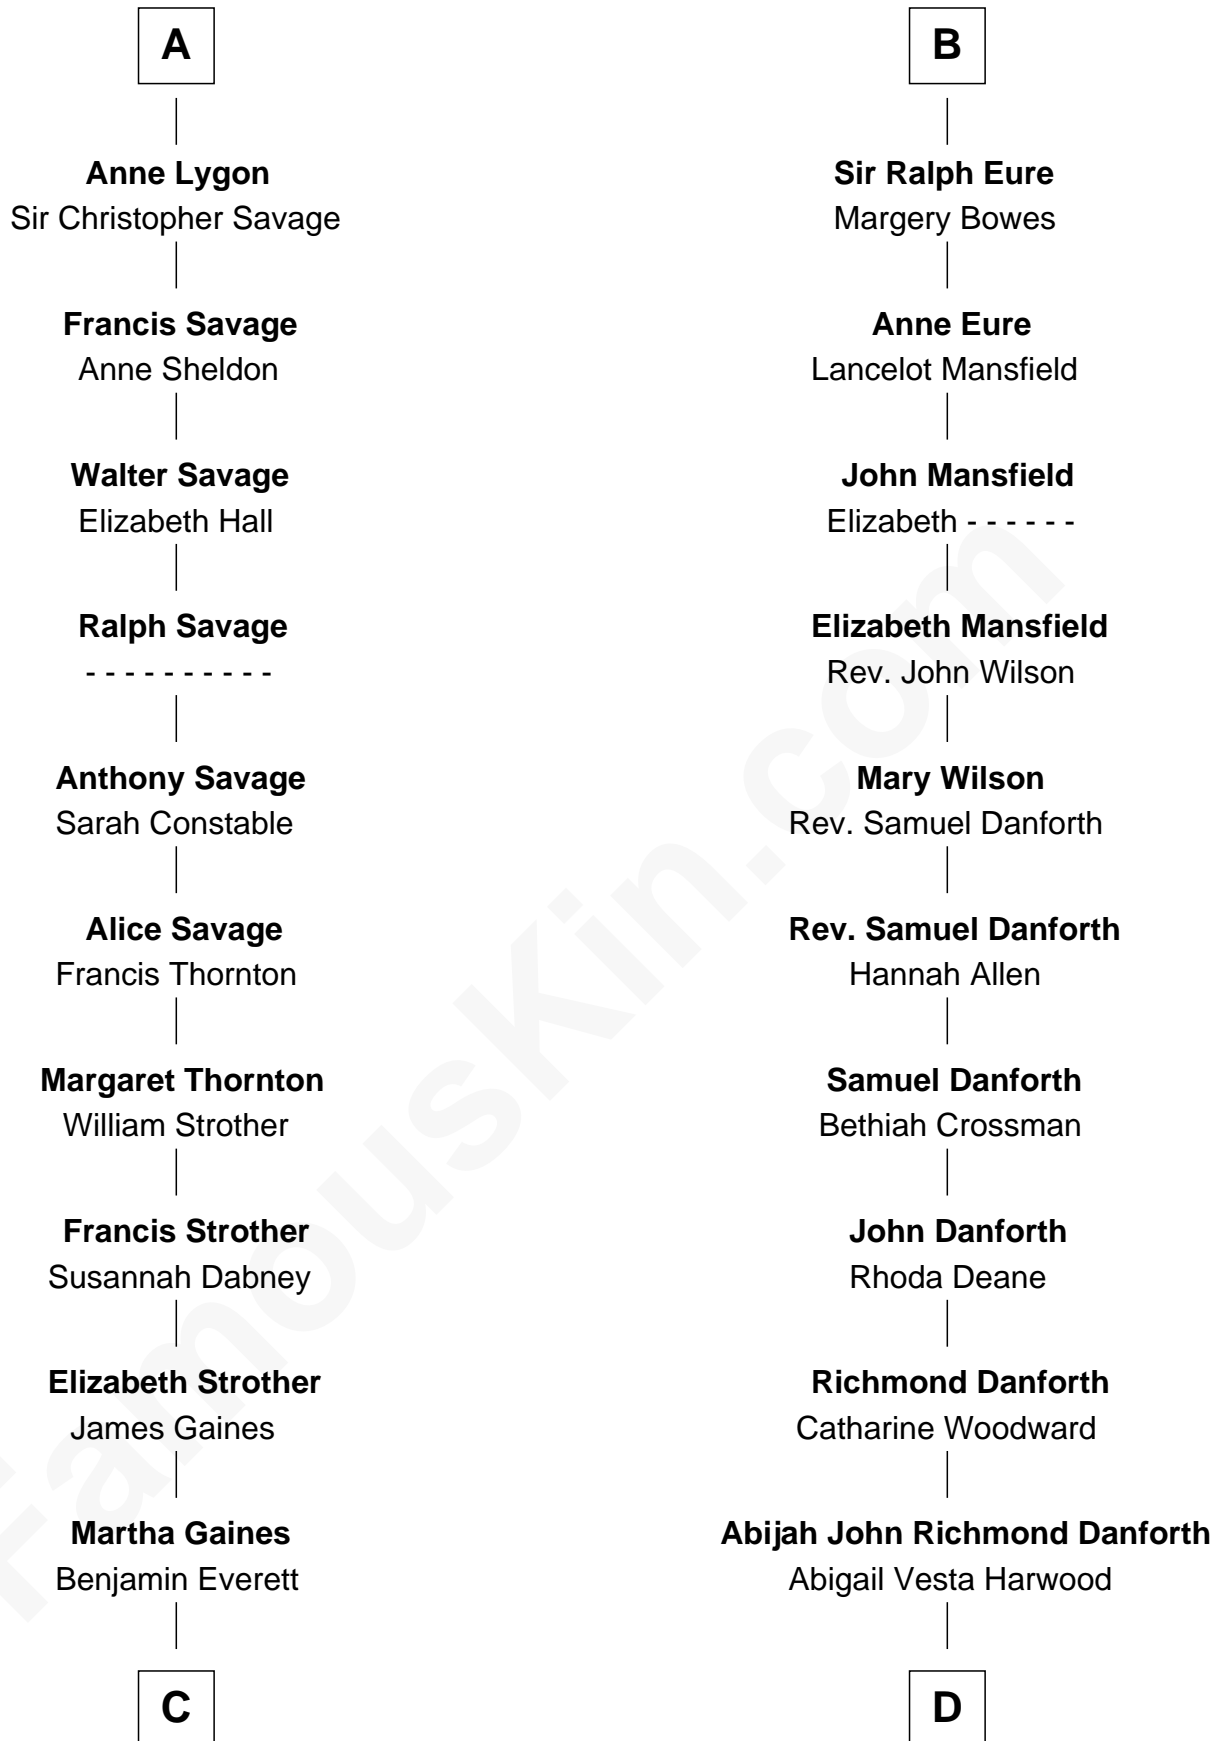 A
Anne Lygon
Sir Christopher Savage
Francis Savage
Anne Sheldon
Walter Savage
Elizabeth Hall
Ralph Savage
- - - - - - - - - -
Anthony Savage
Sarah Constable
Alice Savage
Francis Thornton
Margaret Thornton
William Strother
Francis Strother
Susannah Dabney
Elizabeth Strother
James Gaines
Martha Gaines
Benjamin Everett
C
B
Sir Ralph Eure
Margery Bowes
Anne Eure
Lancelot Mansfield
John Mansfield
Elizabeth - - - - - -
Elizabeth Mansfield
Rev. John Wilson
Mary Wilson
Rev. Samuel Danforth
Rev. Samuel Danforth
Hannah Allen
Samuel Danforth
Bethiah Crossman
John Danforth
Rhoda Deane
Richmond Danforth
Catharine Woodward
Abijah John Richmond Danforth
Abigail Vesta Harwood
D
FamousKin.com